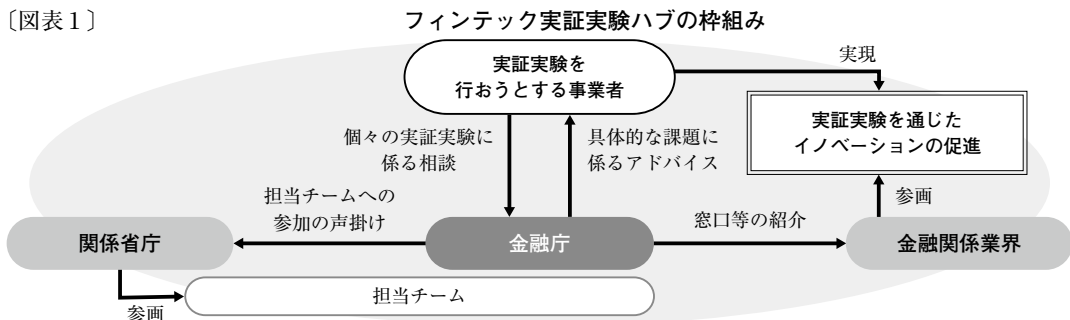 〔図表1〕
フィンテック実証実験ハブの枠組み
実証実験を
行おうとする事業者
実現
実証実験を通じた
イノベーションの促進
個々の実証実験に
係る相談
具体的な課題に
係るアドバイス
担当チームへの
参加の声掛け
窓口等の紹介
参画
関係省庁
金融庁
金融関係業界
参画
担当チーム